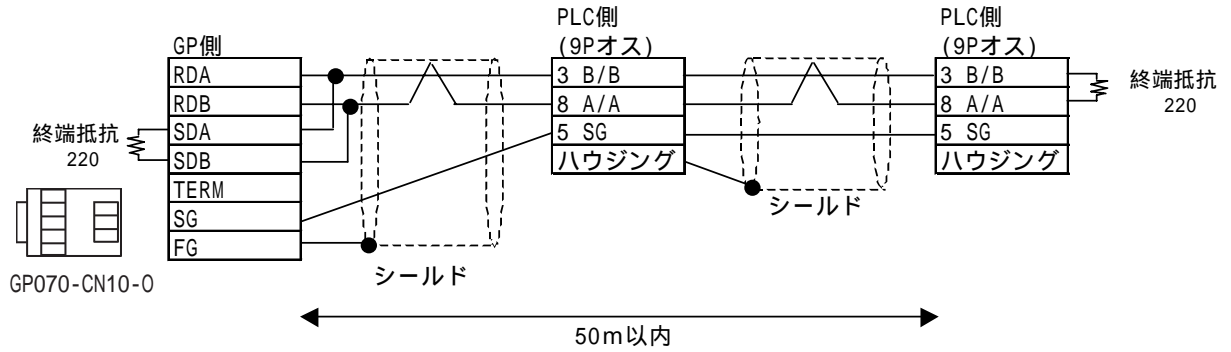 GP側
RDA
RDB
SDA
SDB
TERM
SG
FG
終端抵抗
220
GP070-CN10-O
シールド
PLC側
(9Pオス)
3 B/B
8 A/A
5 SG
ハウジング
シールド
PLC側
(9Pオス)
3 B/B
8 A/A
5 SG
ハウジング
終端抵抗
220
50m以内